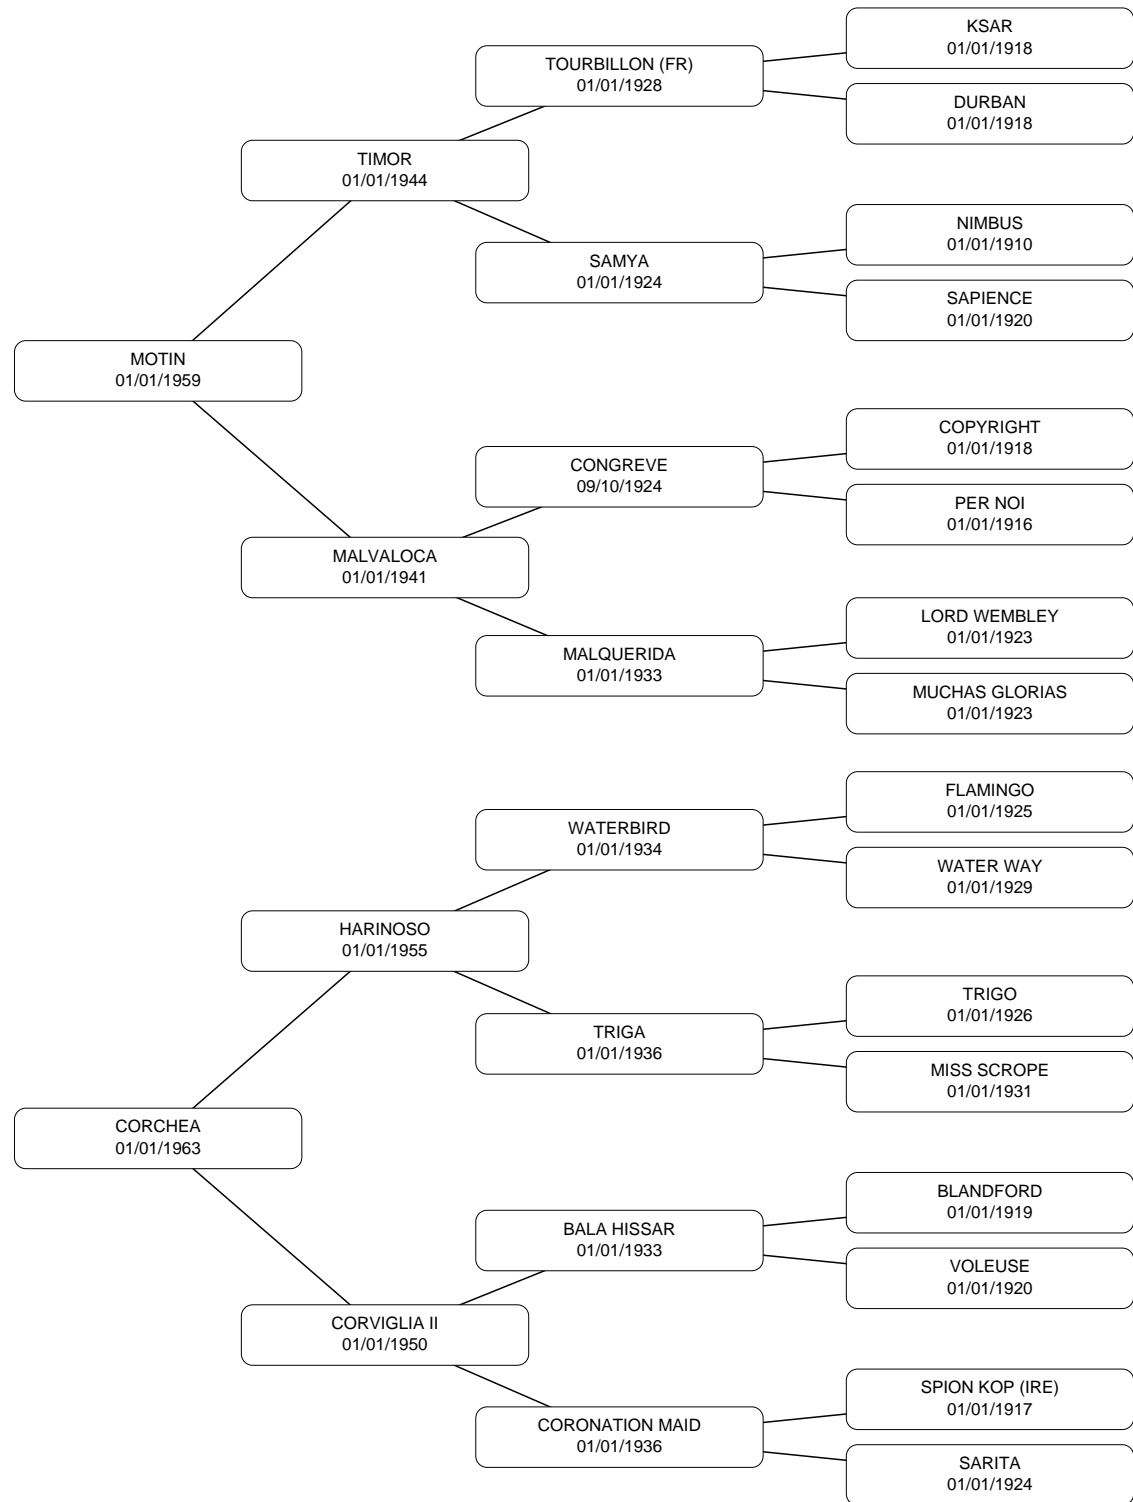 KSAR
01/01/1918
TOURBILLON (FR)
01/01/1928
DURBAN
01/01/1918
TIMOR
01/01/1944
NIMBUS
01/01/1910
SAMYA
01/01/1924
SAPIENCE
01/01/1920
MOTIN
01/01/1959
COPYRIGHT
01/01/1918
CONGREVE
09/10/1924
PER NOI
01/01/1916
MALVALOCA
01/01/1941
LORD WEMBLEY
01/01/1923
MALQUERIDA
01/01/1933
MUCHAS GLORIAS
01/01/1923
FLAMINGO
01/01/1925
WATERBIRD
01/01/1934
WATER WAY
01/01/1929
HARINOSO
01/01/1955
TRIGO
01/01/1926
TRIGA
01/01/1936
MISS SCROPE
01/01/1931
CORCHEA
01/01/1963
BLANDFORD
01/01/1919
BALA HISSAR
01/01/1933
VOLEUSE
01/01/1920
CORVIGLIA II
01/01/1950
SPION KOP (IRE)
01/01/1917
CORONATION MAID
01/01/1936
SARITA
01/01/1924